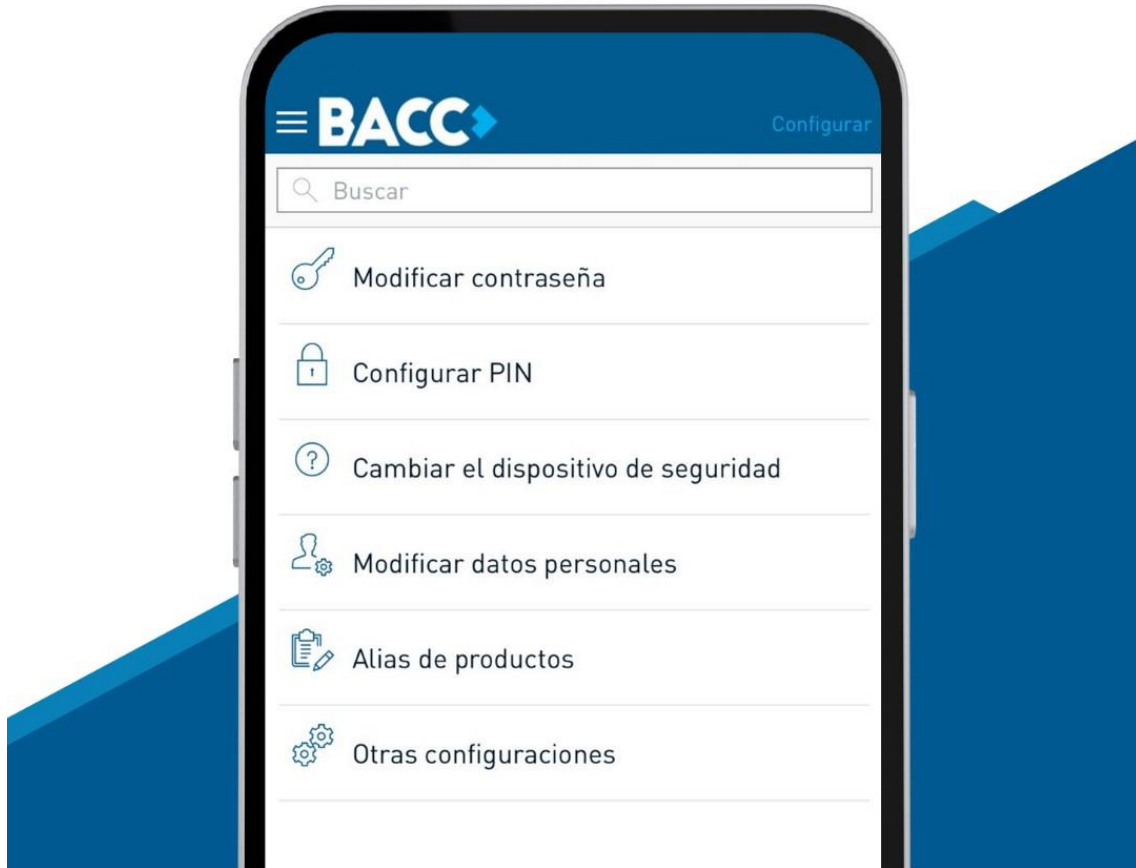 BACC
Configurar
Buscar
Modificar contraseña
Configurar PIN
Cambiar el dispositivo de seguridad
Modificar datos personales
Alias de productos
Otras configuraciones